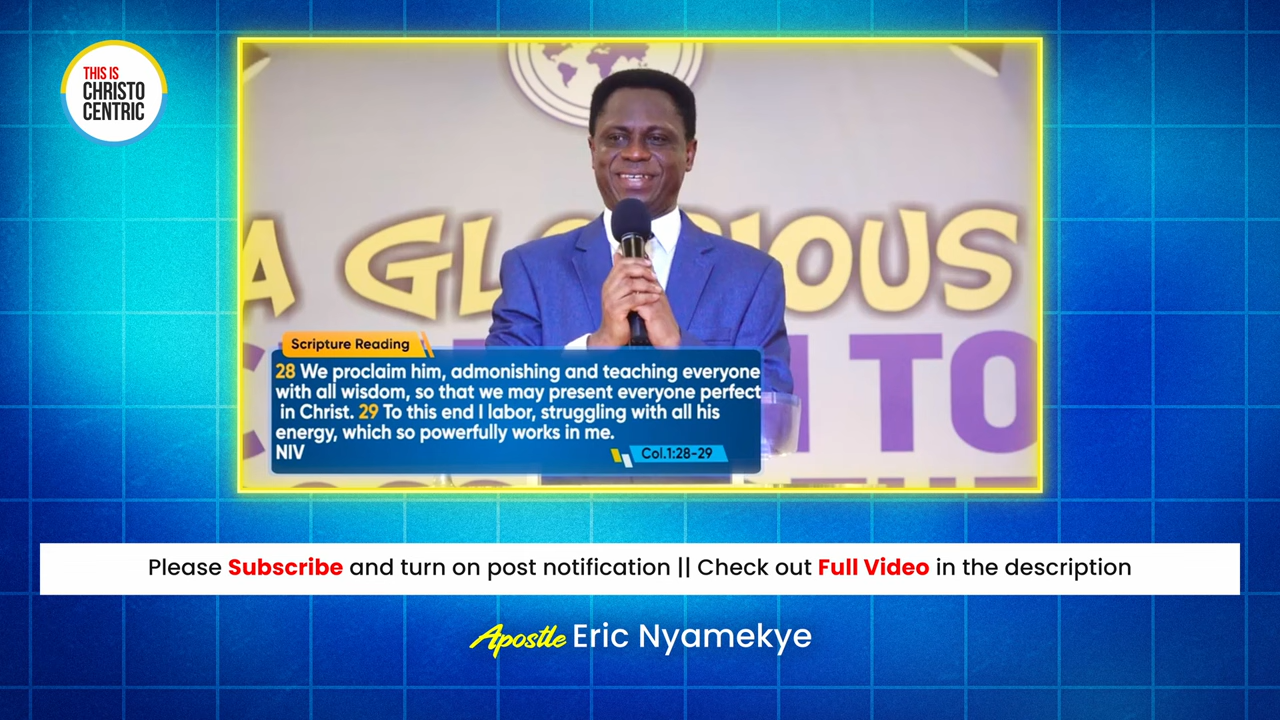 THIS IS
CHRISTO
CENTRIC
A GL
IOUS
TO
Scripture Reading
28 We proclaim him, admonishing and teaching everyone
with all wisdom, so that we may present everyone perfect
in Christ. 29 To this end I labor, struggling with all his
energy, which so powerfully works in me.
NIV
Col.1:28-29
Please Subscribe and turn on post notification || Check out Full Video in the description
Apostle Eric Nyamekye